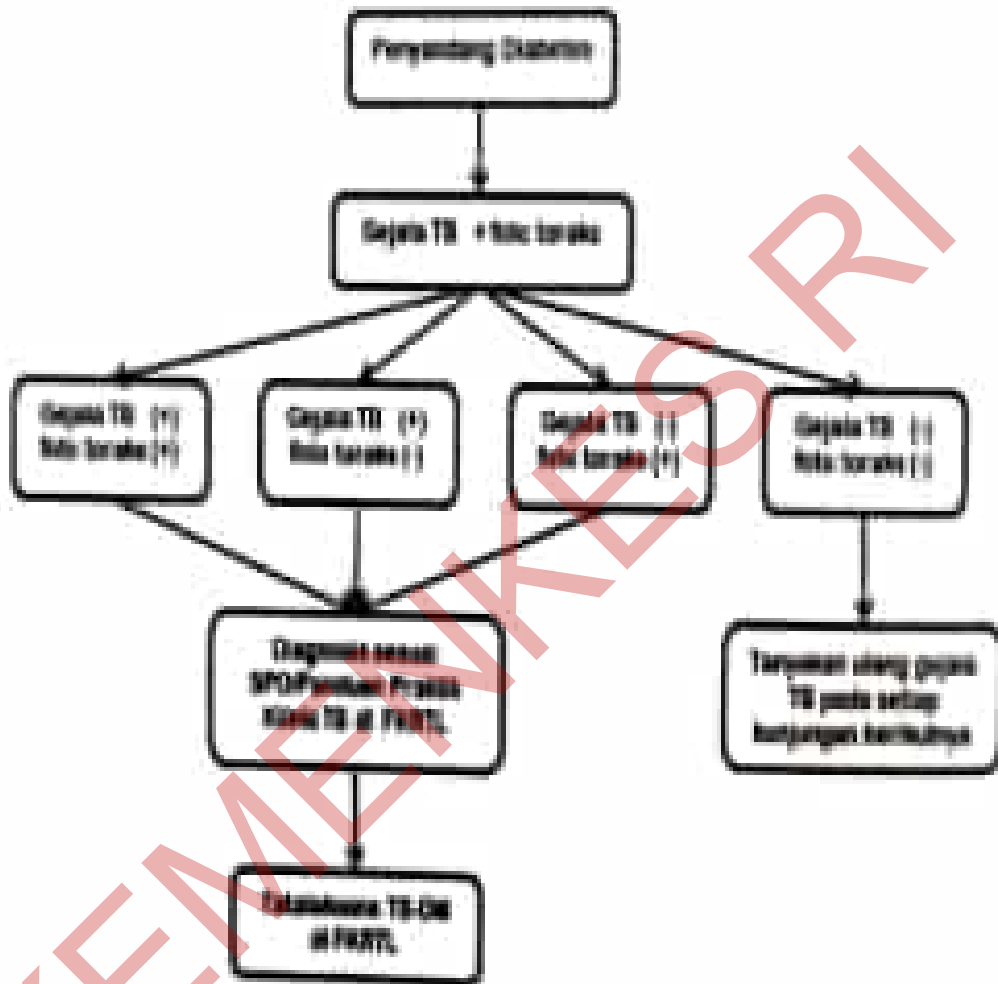 Penyandang Diabetes
Gejala TB + foto toraks
Gejala TB (+)
foto toraks (+)
Gejala TB (+)
foto toraks (-)
Gejala TB (-)
foto toraks (+)
Gejala TB (-)
foto toraks (-)
Diagnosis sesuai
SPO/Panduan Praktik
Klinis TB di FKRTL
Tanyakan ulang gejala
TB pada setiap
kunjungan berikutnya
Tatalaksana TB-DM
di FKRTL
KEMENKES RI